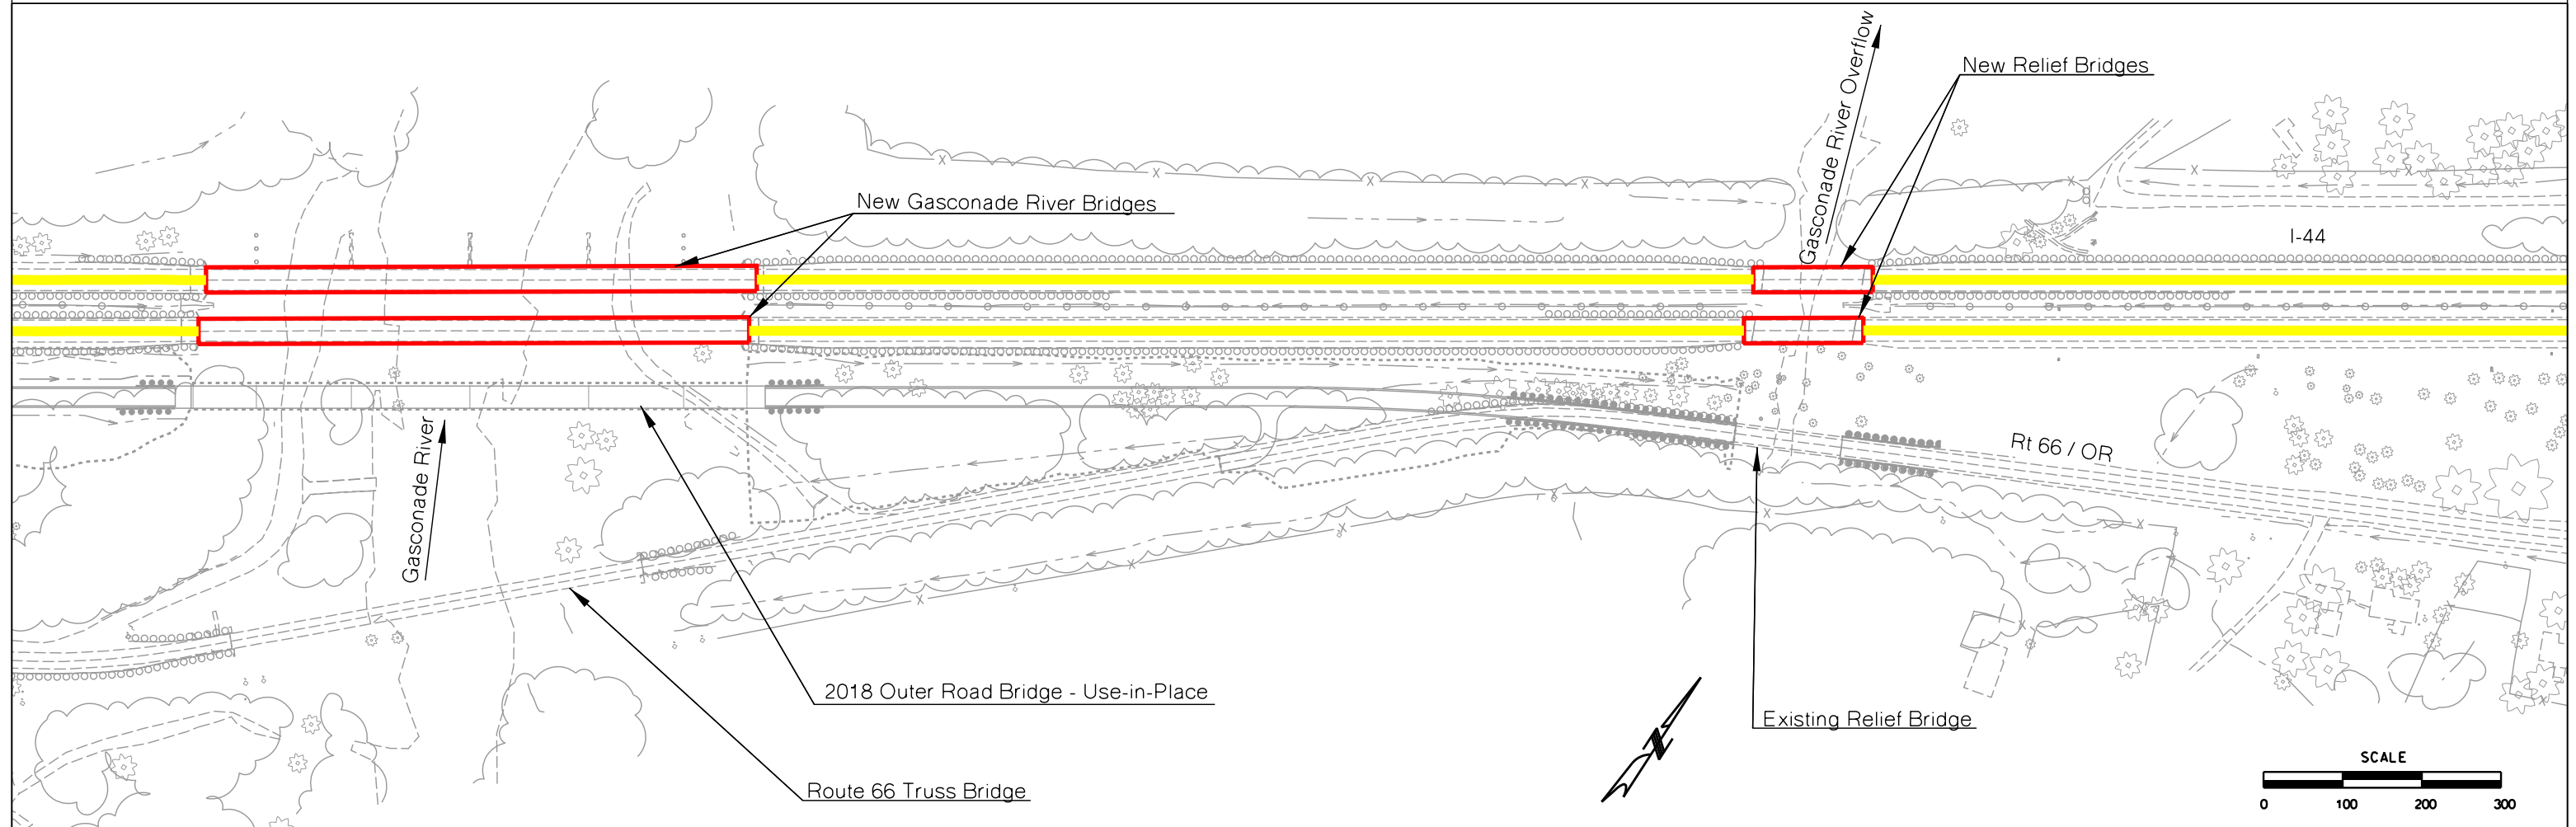 Gasconade River Overflow
New Relief Bridges
New Gasconade River Bridges
I-44
Gasconade River
Rt 66 / OR
2018 Outer Road Bridge - Use-in-Place
Existing Relief Bridge
Route 66 Truss Bridge
N
SCALE
0 100 200 300